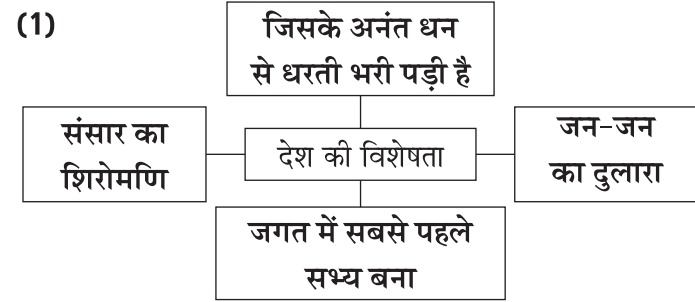 (1)
जिसके अनंत धन
से धरती भरी पड़ी है
संसार का
शिरोमणि
देश की विशेषता
जन-जन
का दुलारा
जगत में सबसे पहले
सभ्य बना